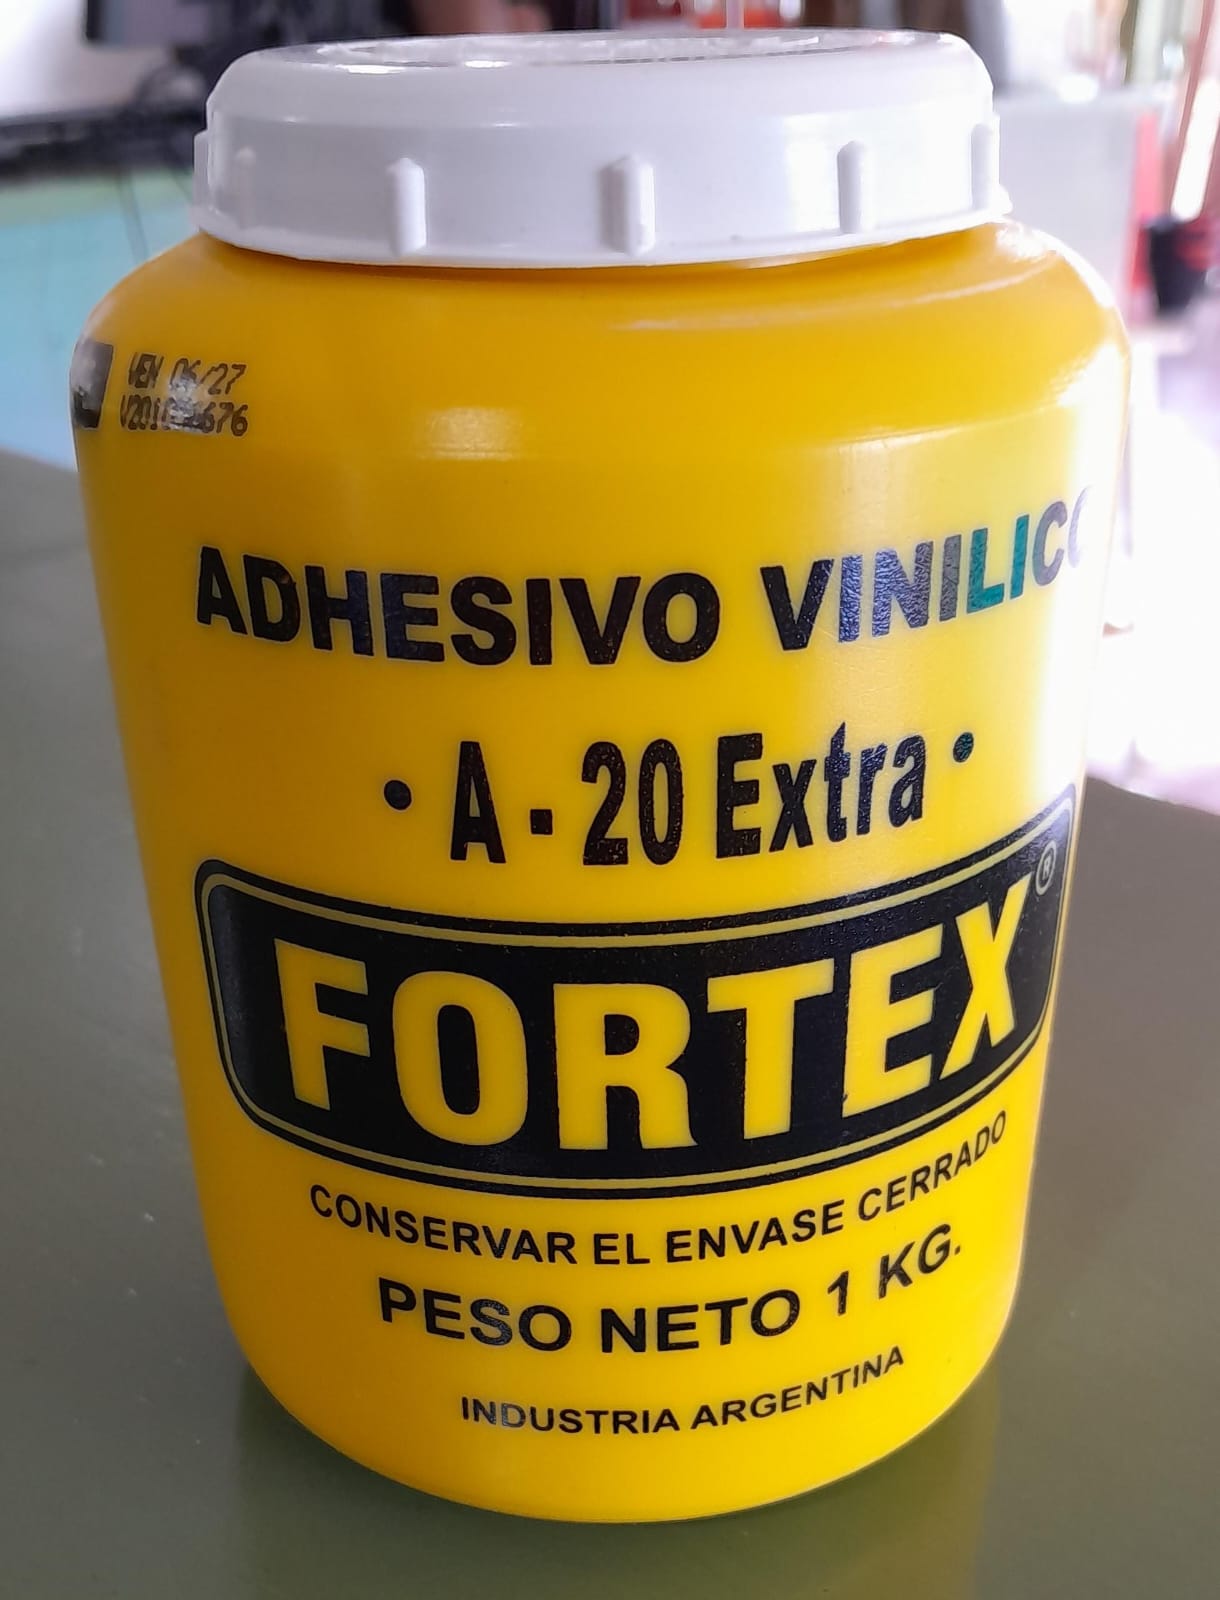 VEN 06/27
ADHESIVO VINILICO
• A - 20 Extra •
FORTEX®
CONSERVAR EL ENVASE CERRADO
PESO NETO 1 KG.
INDUSTRIA ARGENTINA